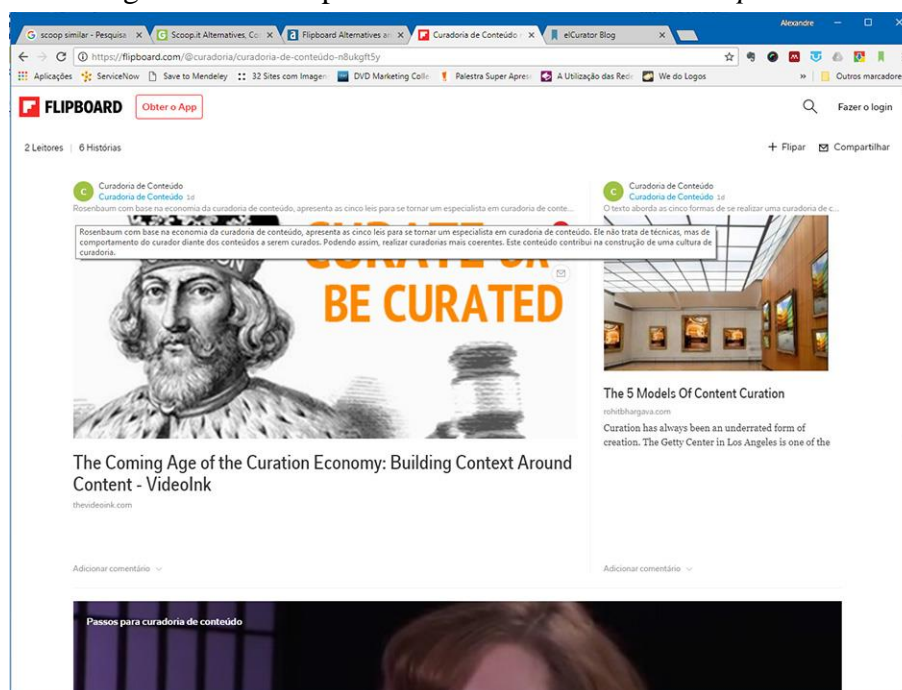 Alexandre
scoop similar - Pesquisa
Scoop.it Alternatives, Co
Flipboard Alternatives an
Curadoria de Conteúdo
elCurator Blog
https://flipboard.com/@curadoria/curadoria-de-conteúdo-n8ukgft5y
Aplicações
ServiceNow
Save to Mendeley
32 Sites com Imagen
DVD Marketing Colle
Palestra Super Apres
A Utilização das Rede
We do Logos
Outros marcadore
FLIPBOARD
Obter o App
Fazer o login
2 Leitores | 6 Histórias
+ Flipar
Compartilhar
C
Curadoria de Conteúdo
Curadoria de Conteúdo 1d
Rosenbaum com base na economia da curadoria de conteúdo, apresenta as cinco leis para se tornar um especialista em curadoria de conte...
C
Curadoria de Conteúdo
Curadoria de Conteúdo 1d
O texto aborda as cinco formas de se realizar uma curadoria de c...
Rosenbaum com base na economia da curadoria de conteúdo, apresenta as cinco leis para se tornar um especialista em curadoria de conteúdo. Ele não trata de técnicas, mas de
comportamento do curador diante dos conteúdos a serem curados. Podendo assim, realizar curadorias mais coerentes. Este conteúdo contribui na construção de uma cultura de
curadoria.
BE CURATED
The Coming Age of the Curation Economy: Building Context Around
Content - VideoInk
thevideoink.com
The 5 Models Of Content Curation
rohitbhargava.com
Curation has always been an underrated form of
creation. The Getty Center in Los Angeles is one of the
Adicionar comentário
Adicionar comentário
Passos para curadoria de conteúdo